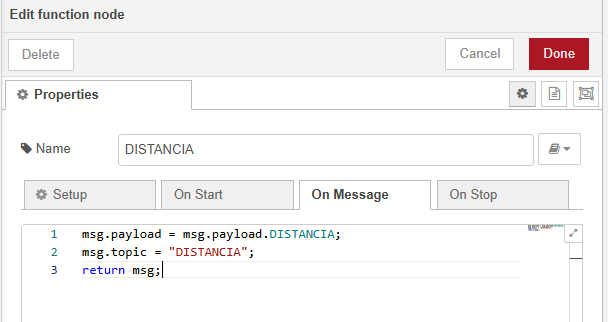 Edit function node
Delete
Cancel
Done
Properties
Name
DISTANCIA
Setup
On Start
On Message
On Stop
1 msg.payload = msg.payload.DISTANCIA;
2 msg.topic = "DISTANCIA";
3 return msg;